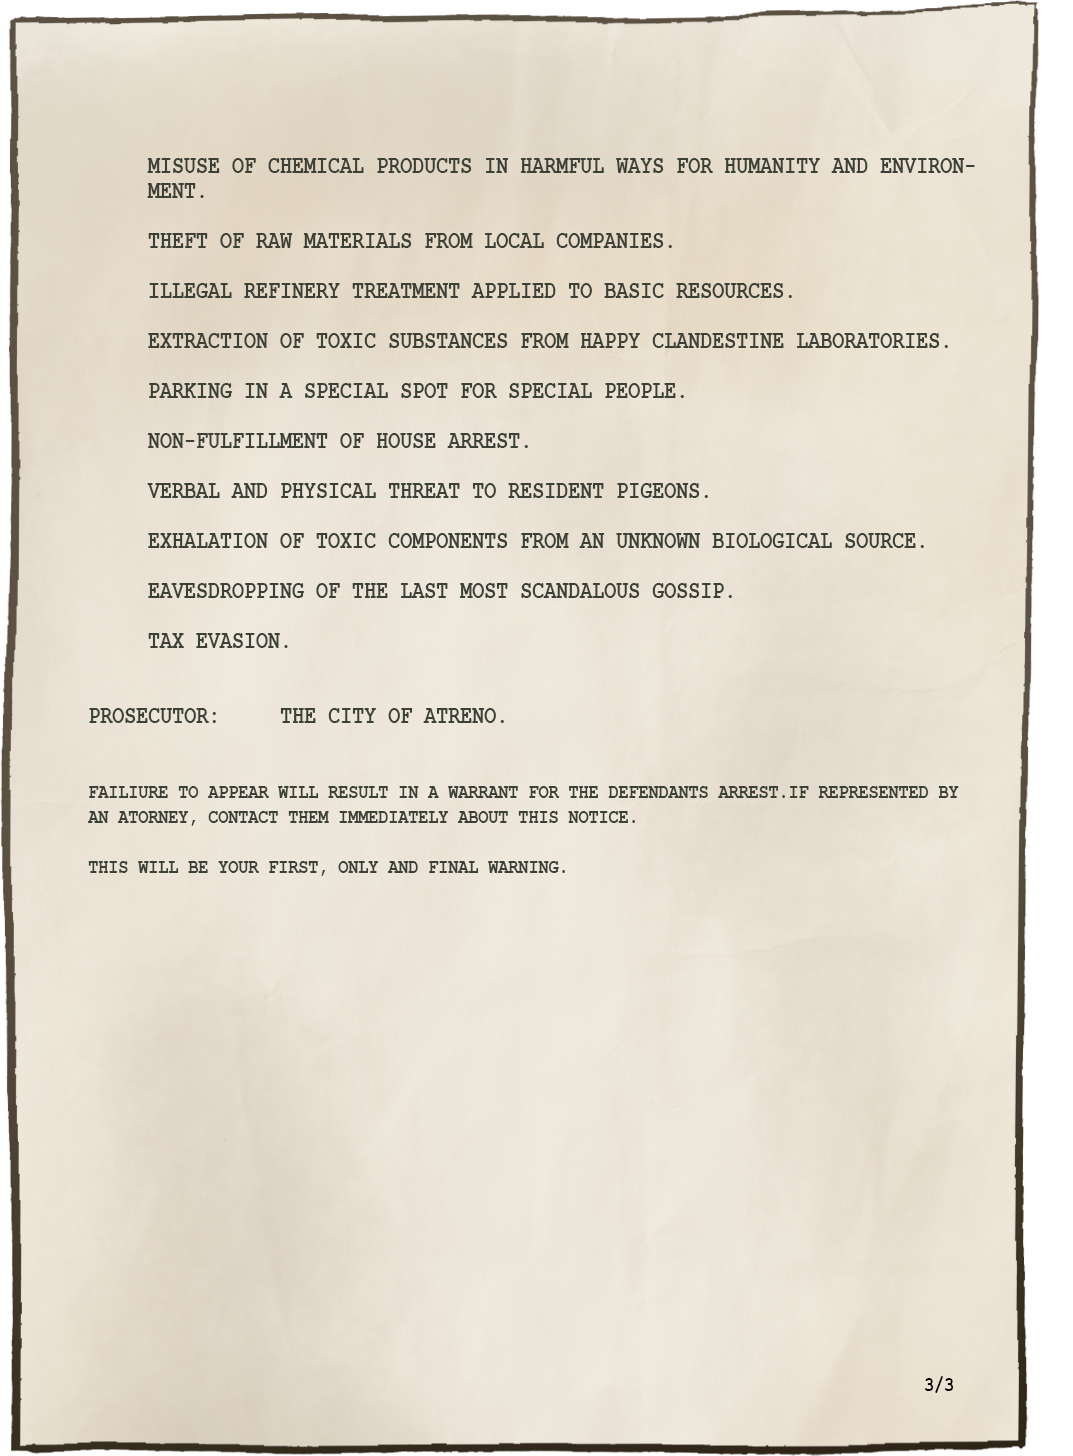 MISUSE OF CHEMICAL PRODUCTS IN HARMFUL WAYS FOR HUMANITY AND ENVIRON-
MENT.
THEFT OF RAW MATERIALS FROM LOCAL COMPANIES.
ILLEGAL REFINERY TREATMENT APPLIED TO BASIC RESOURCES.
EXTRACTION OF TOXIC SUBSTANCES FROM HAPPY CLANDESTINE LABORATORIES.
PARKING IN A SPECIAL SPOT FOR SPECIAL PEOPLE.
NON-FULFILLMENT OF HOUSE ARREST.
VERBAL AND PHYSICAL THREAT TO RESIDENT PIGEONS.
EXHALATION OF TOXIC COMPONENTS FROM AN UNKNOWN BIOLOGICAL SOURCE.
EAVESDROPPING OF THE LAST MOST SCANDALOUS GOSSIP.
TAX EVASION.
PROSECUTOR: THE CITY OF ATRENO.
FAILIURE TO APPEAR WILL RESULT IN A WARRANT FOR THE DEFENDANTS ARREST.IF REPRESENTED BY
AN ATORNEY, CONTACT THEM IMMEDIATELY ABOUT THIS NOTICE.
THIS WILL BE YOUR FIRST, ONLY AND FINAL WARNING.
3/3